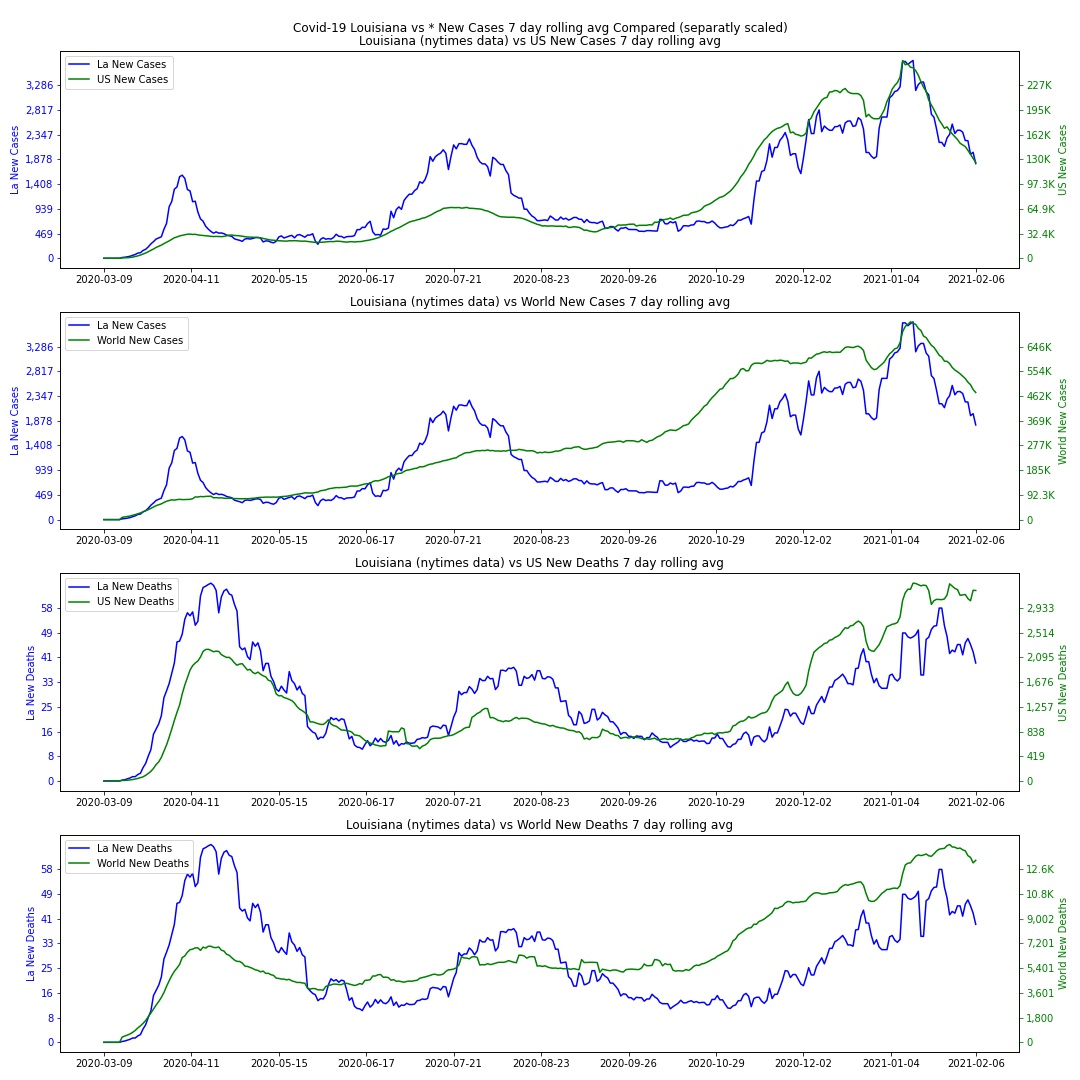 Covid-19 Louisiana vs * New Cases 7 day rolling avg Compared (separatly scaled)
Louisiana (nytimes data) vs US New Cases 7 day rolling avg
La New Cases
US New Cases
3,286
2,817
2,347
1,878
1,408
939
469
0
La New Cases
227K
195K
162K
130K
97.3K
64.9K
32.4K
0
US New Cases
2020-03-09 2020-04-11 2020-05-15 2020-06-17 2020-07-21 2020-08-23 2020-09-26 2020-10-29 2020-12-02 2021-01-04 2021-02-06
Louisiana (nytimes data) vs World New Cases 7 day rolling avg
La New Cases
World New Cases
3,286
2,817
2,347
1,878
1,408
939
469
0
La New Cases
646K
554K
462K
369K
277K
185K
92.3K
0
World New Cases
2020-03-09 2020-04-11 2020-05-15 2020-06-17 2020-07-21 2020-08-23 2020-09-26 2020-10-29 2020-12-02 2021-01-04 2021-02-06
Louisiana (nytimes data) vs US New Deaths 7 day rolling avg
La New Deaths
US New Deaths
58
49
41
33
25
16
8
0
La New Deaths
2,933
2,514
2,095
1,676
1,257
838
419
0
US New Deaths
2020-03-09 2020-04-11 2020-05-15 2020-06-17 2020-07-21 2020-08-23 2020-09-26 2020-10-29 2020-12-02 2021-01-04 2021-02-06
Louisiana (nytimes data) vs World New Deaths 7 day rolling avg
La New Deaths
World New Deaths
58
49
41
33
25
16
8
0
La New Deaths
12.6K
10.8K
9,002
7,201
5,401
3,601
1,800
0
World New Deaths
2020-03-09 2020-04-11 2020-05-15 2020-06-17 2020-07-21 2020-08-23 2020-09-26 2020-10-29 2020-12-02 2021-01-04 2021-02-06